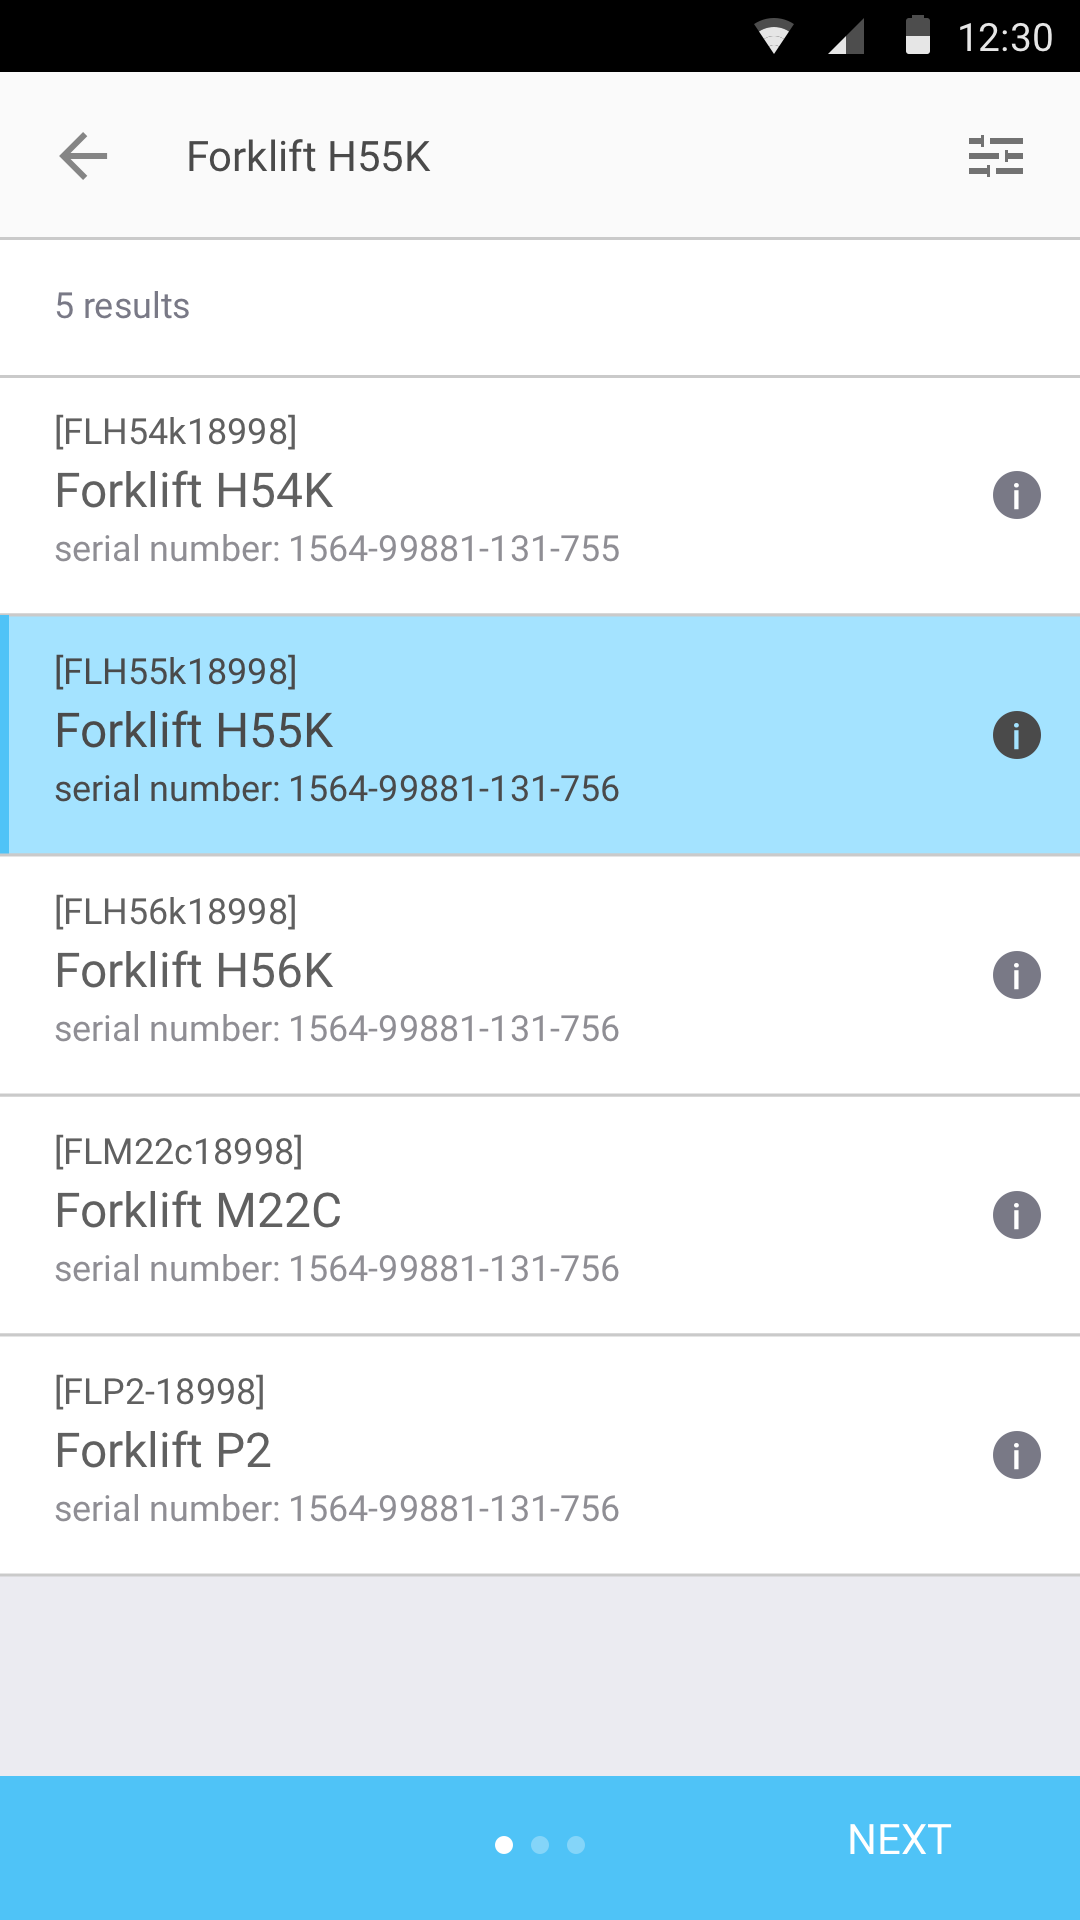 12:30
Forklift H55K
5 results
[FLH54k18998]
Forklift H54K
serial number: 1564-99881-131-755
[FLH55k18998]
Forklift H55K
serial number: 1564-99881-131-756
[FLH56k18998]
Forklift H56K
serial number: 1564-99881-131-756
[FLM22c18998]
Forklift M22C
serial number: 1564-99881-131-756
[FLP2-18998]
Forklift P2
serial number: 1564-99881-131-756
NEXT